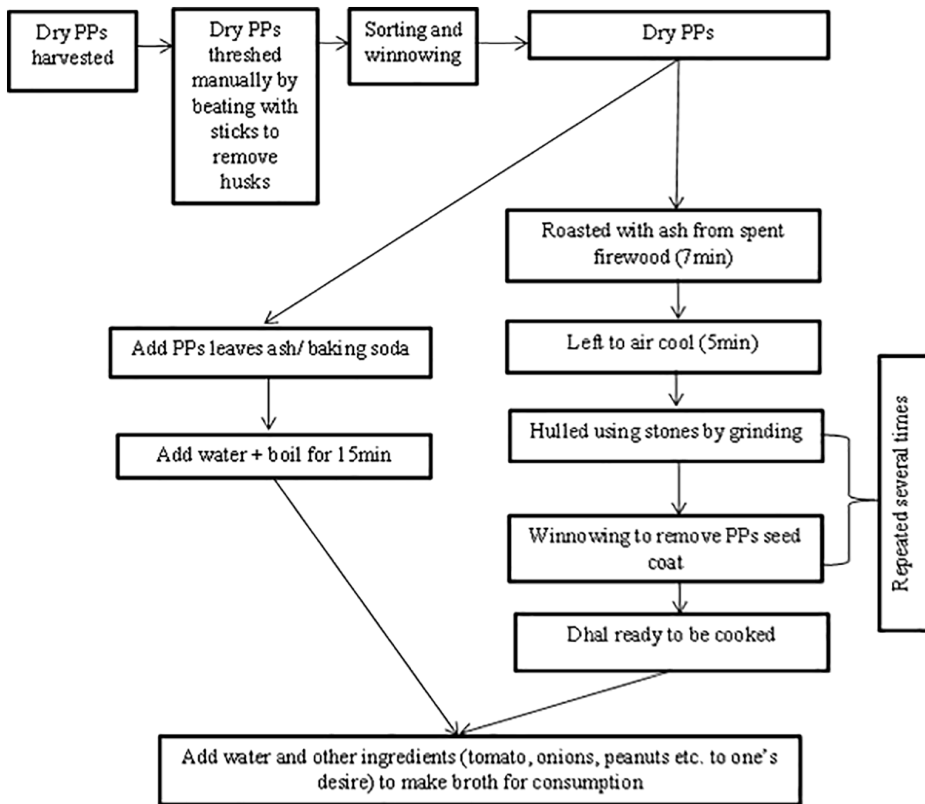 Dry PPs
harvested
Dry PPs
threshed
manually by
beating with
sticks to
remove
husks
Sorting and
winnowing
Dry PPs
Roasted with ash from spent
firewood (7min)
Add PPs leaves ash/ baking soda
Left to air cool (5min)
Add water + boil for 15min
Hulled using stones by grinding
Winnowing to remove PPs seed
coat
Repeated several times
Dhal ready to be cooked
Add water and other ingredients (tomato, onions, peanuts etc. to one's
desire) to make broth for consumption